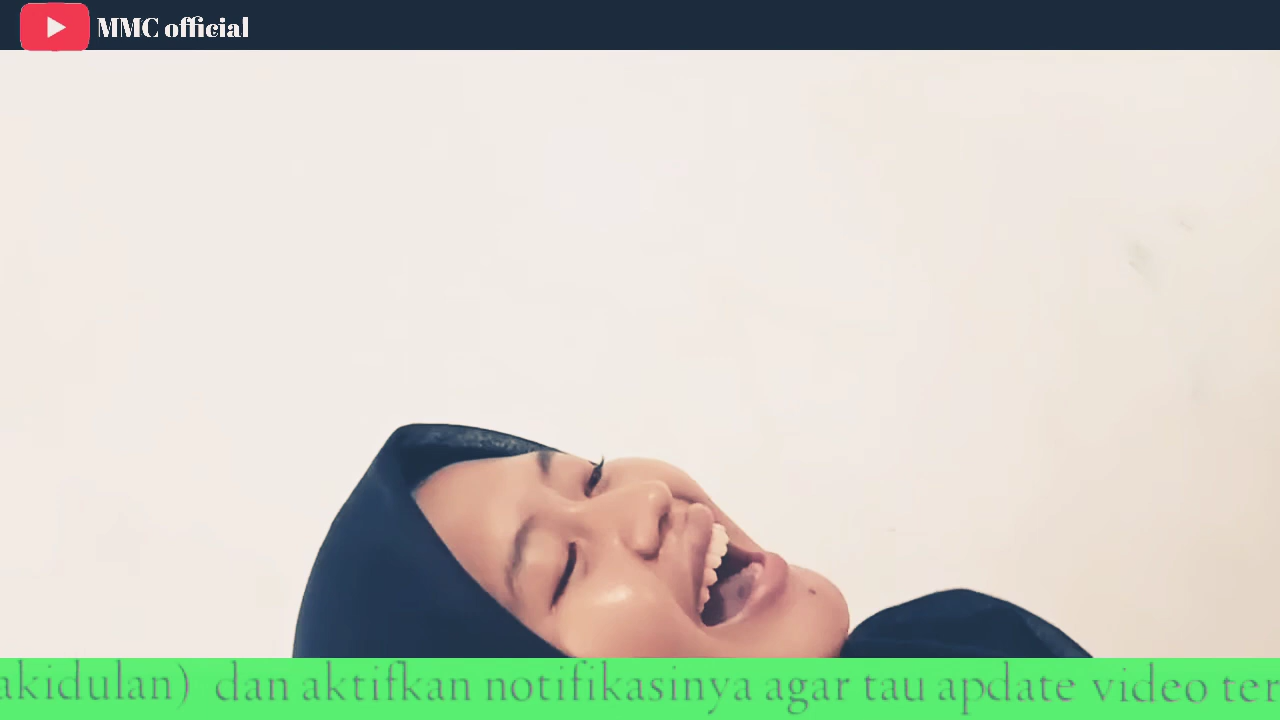 MMC official
akidulan) dan aktifkan notifikasinya agar tau apdate video ter